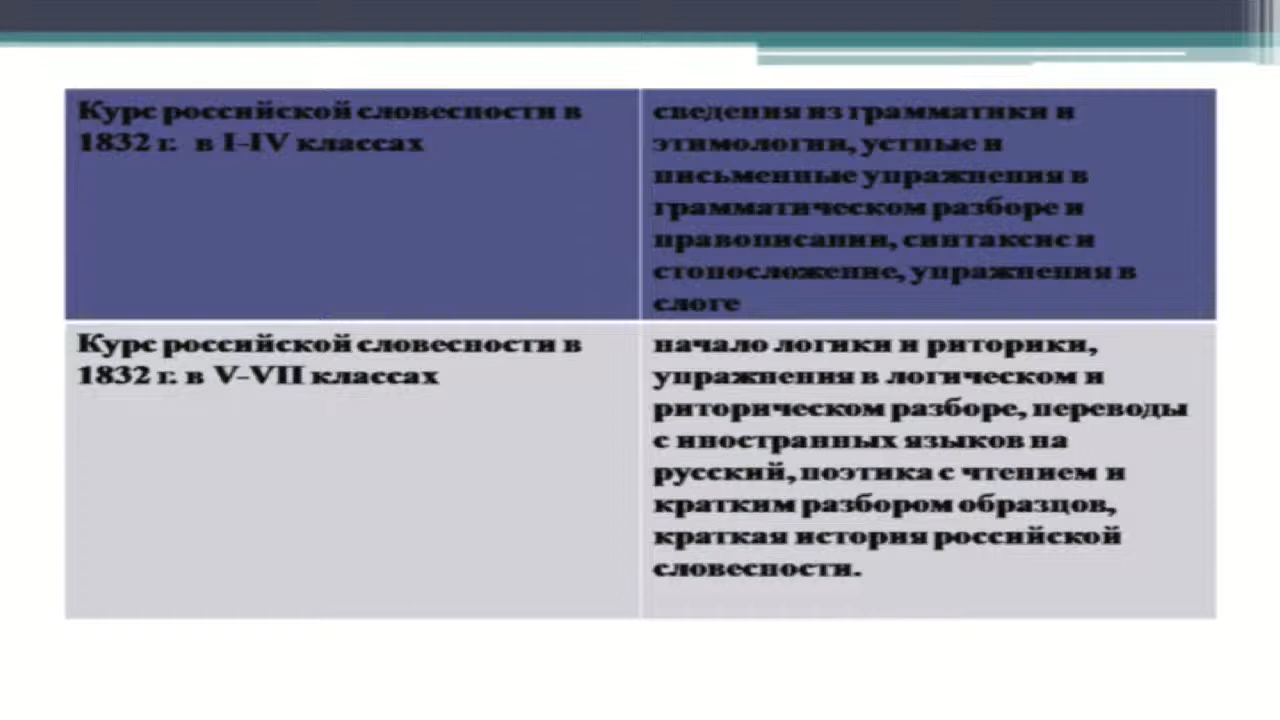 Курс российской словесности в
1832 г.  в I-IV классах
сведения из грамматики и
этимологии, устные и
письменные упражнения в
грамматическом разборе и
правописании, синтаксис и
стопосложение, упражнения в
слоге
Курс российской словесности в
1832 г. в V-VII классах
начало логики и риторики,
упражнения в логическом и
риторическом разборе, переводы
с иностранных языков на
русский, поэтика с чтением и
кратким разбором образцов,
краткая история российской
словесности.